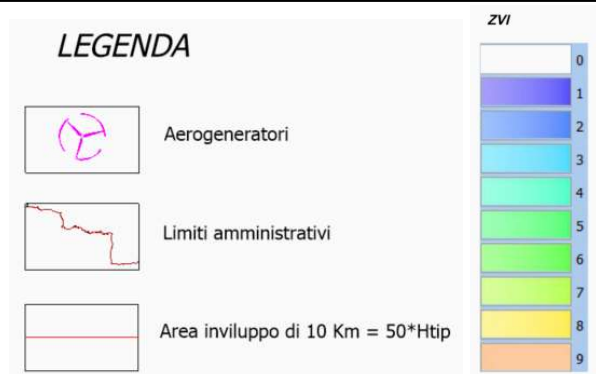 LEGENDA
Aerogeneratori
Limiti amministrativi
Area inviluppo di 10 Km = 50*Htip
ZVI
0
1
2
3
4
5
6
7
8
9